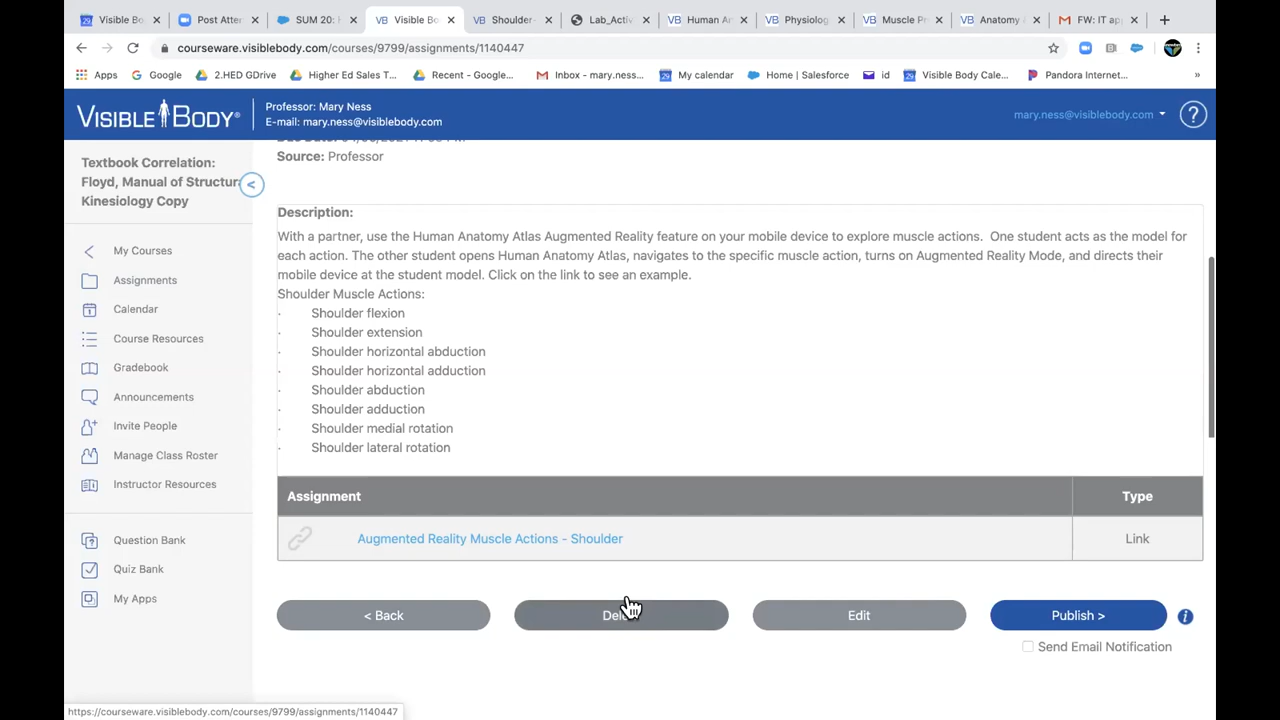 Visible Bo
Post Atter
SUM 20:
Visible Bo
Shoulder
Lab_Activ
Human Ar
Physiolog
Muscle Pr
Anatomy
FW: IT ap
courseware.visiblebody.com/courses/9799/assignments/1140447
Apps
Google
2.HED GDrive
Higher Ed Sales T...
Recent - Google...
Inbox - mary.ness...
My calendar
Home | Salesforce
id
Visible Body Cale...
Pandora Internet...
»
VISIBLE BODY®
Professor: Mary Ness
E-mail: mary.ness@visiblebody.com
mary.ness@visiblebody.com
?
Textbook Correlation:
Floyd, Manual of Structura
Kinesiology Copy
<
My Courses
Assignments
Calendar
Course Resources
Gradebook
Announcements
Invite People
Manage Class Roster
Instructor Resources
Question Bank
Quiz Bank
My Apps
Source: Professor
Description:
With a partner, use the Human Anatomy Atlas Augmented Reality feature on your mobile device to explore muscle actions. One student acts as the model for
each action. The other student opens Human Anatomy Atlas, navigates to the specific muscle action, turns on Augmented Reality Mode, and directs their
mobile device at the student model. Click on the link to see an example.
Shoulder Muscle Actions:
· Shoulder flexion
· Shoulder extension
· Shoulder horizontal abduction
· Shoulder horizontal adduction
· Shoulder abduction
· Shoulder adduction
· Shoulder medial rotation
· Shoulder lateral rotation
Assignment Type
Augmented Reality Muscle Actions - Shoulder Link
< Back
Edit
Publish >
i
Send Email Notification
https://courseware.visiblebody.com/courses/9799/assignments/1140447